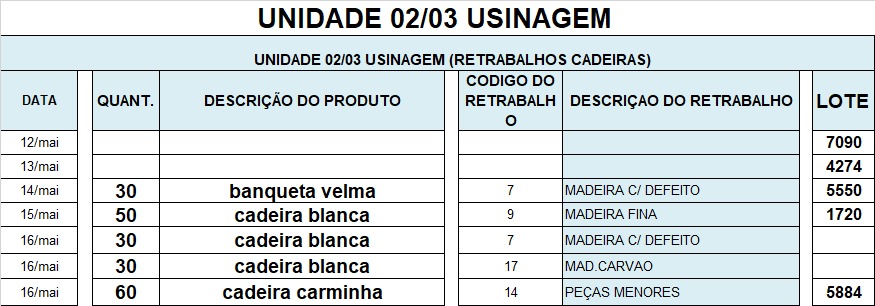 UNIDADE 02/03 USINAGEM
UNIDADE 02/03 USINAGEM (RETRABALHOS CADEIRAS)
DATA QUANT. DESCRIÇÃO DO PRODUTO CODIGO DO RETRABALH O DESCRIÇAO DO RETRABALHO LOTE
12/mai 7090
13/mai 4274
14/mai 30 banqueta velma 7 MADEIRA C/ DEFEITO 5550
15/mai 50 cadeira blanca 9 MADEIRA FINA 1720
16/mai 30 cadeira blanca 7 MADEIRA C/ DEFEITO
16/mai 30 cadeira blanca 17 MAD.CARVAO
16/mai 60 cadeira carminha 14 PEÇAS MENORES 5884